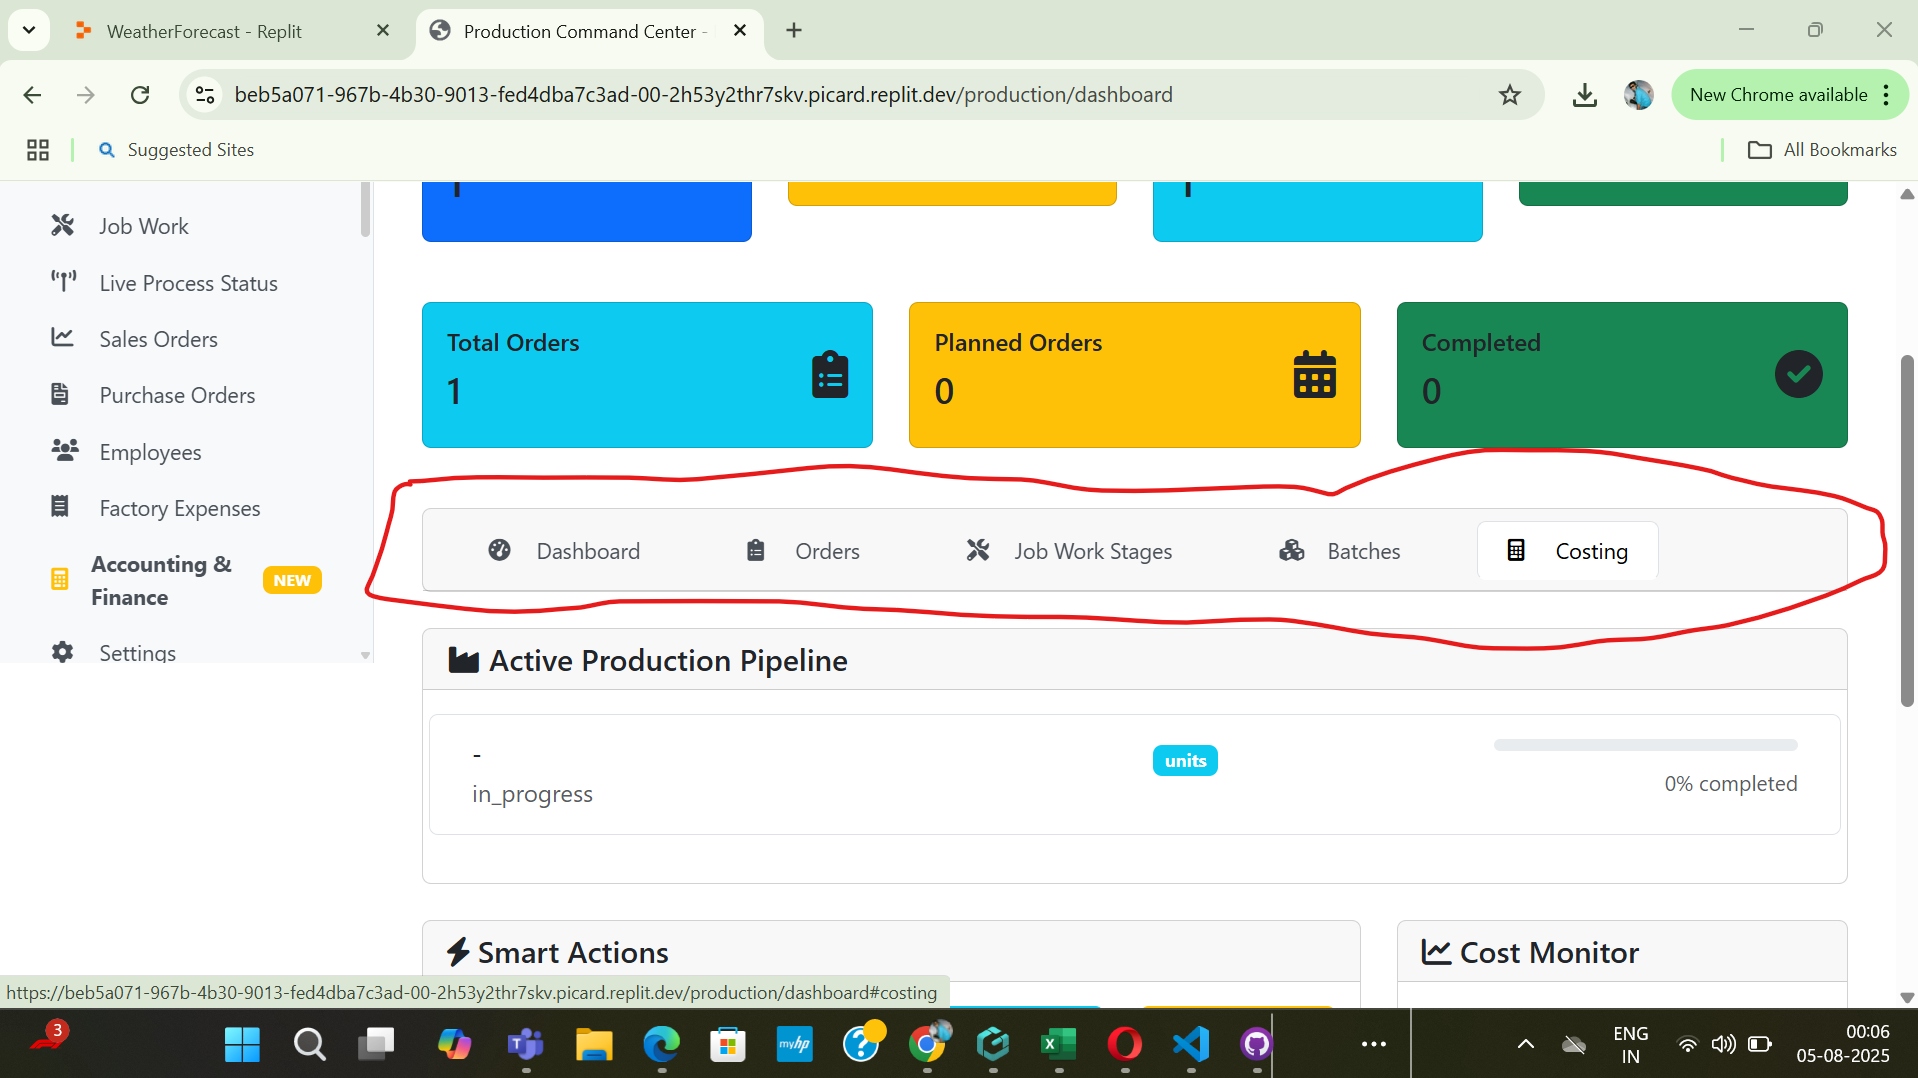 WeatherForecast - Replit
Production Command Center -
beb5a071-967b-4b30-9013-fed4dba7c3ad-00-2h53y2thr7skv.picard.replit.dev/production/dashboard
New Chrome available
Suggested Sites
All Bookmarks
Job Work
Live Process Status
Sales Orders
Purchase Orders
Employees
Factory Expenses
Accounting &
Finance
NEW
Settings
Total Orders
1
Planned Orders
0
Completed
0
Dashboard
Orders
Job Work Stages
Batches
Costing
Active Production Pipeline
-
in_progress
units
0% completed
Smart Actions
Cost Monitor
https://beb5a071-967b-4b30-9013-fed4dba7c3ad-00-2h53y2thr7skv.picard.replit.dev/production/dashboard#costing
3
myhp
ENG
IN
00:06
05-08-2025